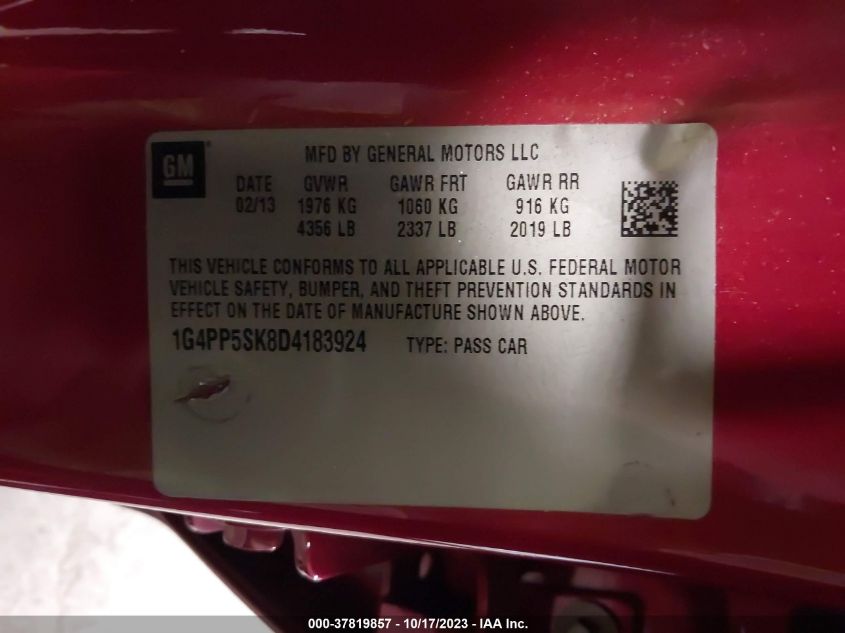 GM
MFD BY GENERAL MOTORS LLC
DATE GVWR GAWR FRT GAWR RR
02/13 1976 KG 1060 KG 916 KG
4356 LB 2337 LB 2019 LB
THIS VEHICLE CONFORMS TO ALL APPLICABLE U.S. FEDERAL MOTOR
VEHICLE SAFETY, BUMPER, AND THEFT PREVENTION STANDARDS IN
EFFECT ON THE DATE OF MANUFACTURE SHOWN ABOVE.
1G4PP5SK8D4183924 TYPE: PASS CAR
000-37819857 - 10/17/2023 - IAA Inc.